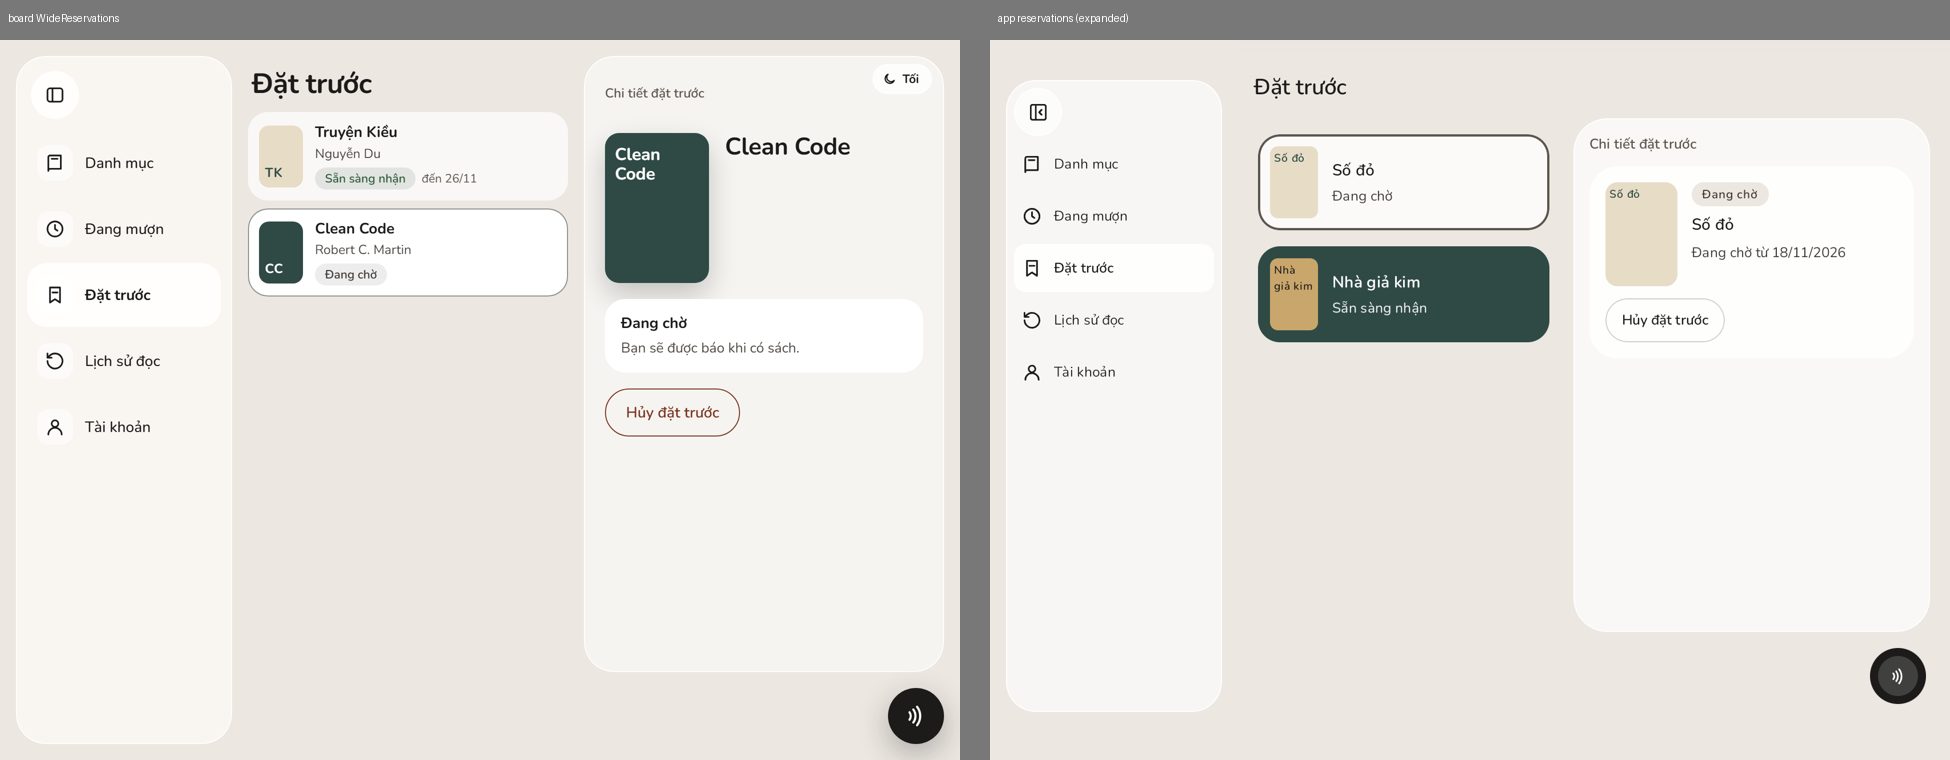 board WideReservations
Danh mục
Đang mượn
Đặt trước
Lịch sử đọc
Tài khoản
Đặt trước
TK
Truyện Kiều
Nguyễn Du
Sẵn sàng nhận đến 26/11
CC
Clean Code
Robert C. Martin
Đang chờ
Tối
Chi tiết đặt trước
Clean
Code
Clean Code
Đang chờ
Bạn sẽ được báo khi có sách.
Hủy đặt trước
app reservations (expanded)
Danh mục
Đang mượn
Đặt trước
Lịch sử đọc
Tài khoản
Đặt trước
Số đỏ
Số đỏ
Đang chờ
Nhà
giả kim
Nhà giả kim
Sẵn sàng nhận
Chi tiết đặt trước
Số đỏ
Đang chờ
Số đỏ
Đang chờ từ 18/11/2026
Hủy đặt trước